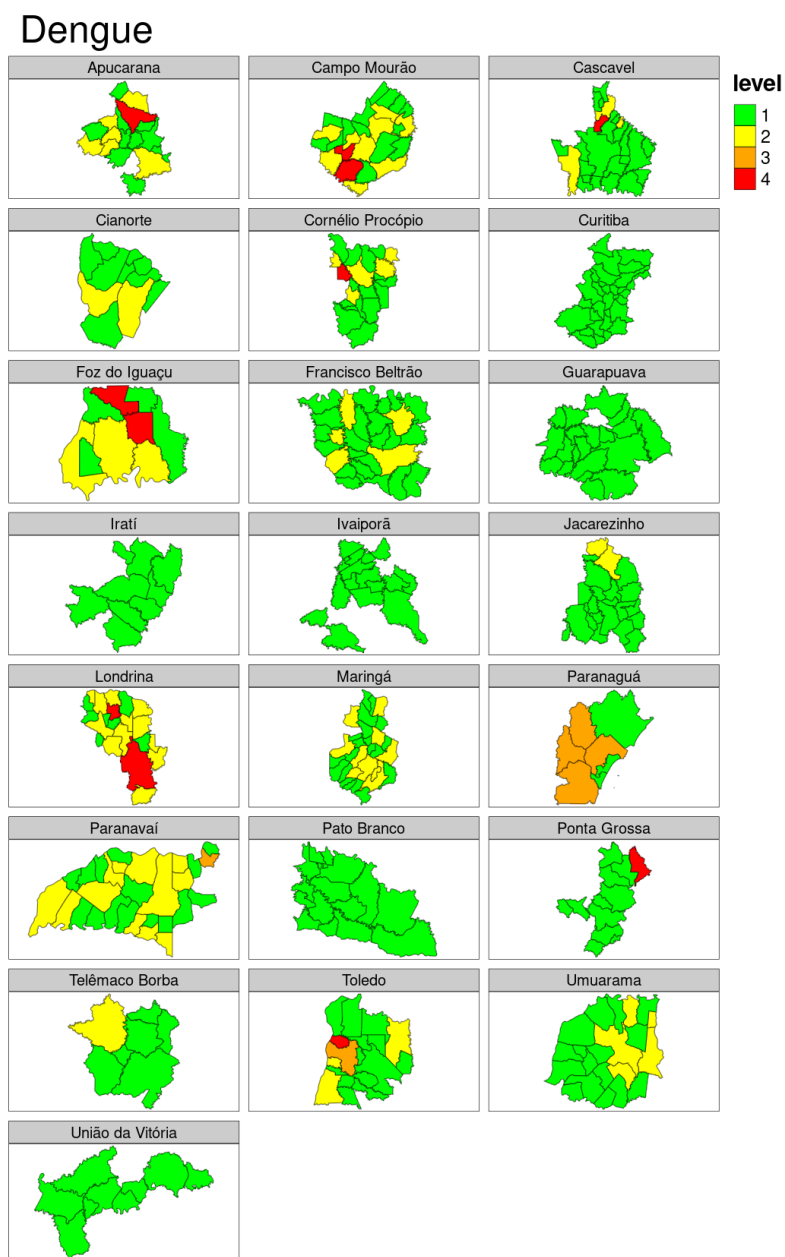 Dengue
Apucarana
Campo Mourão
Cascavel
level
1
2
3
4
Cianorte
Cornélio Procópio
Curitiba
Foz do Iguaçu
Francisco Beltrão
Guarapuava
Iratí
Ivaiporã
Jacarezinho
Londrina
Maringá
Paranaguá
Paranavaí
Pato Branco
Ponta Grossa
Telêmaco Borba
Toledo
Umuarama
União da Vitória